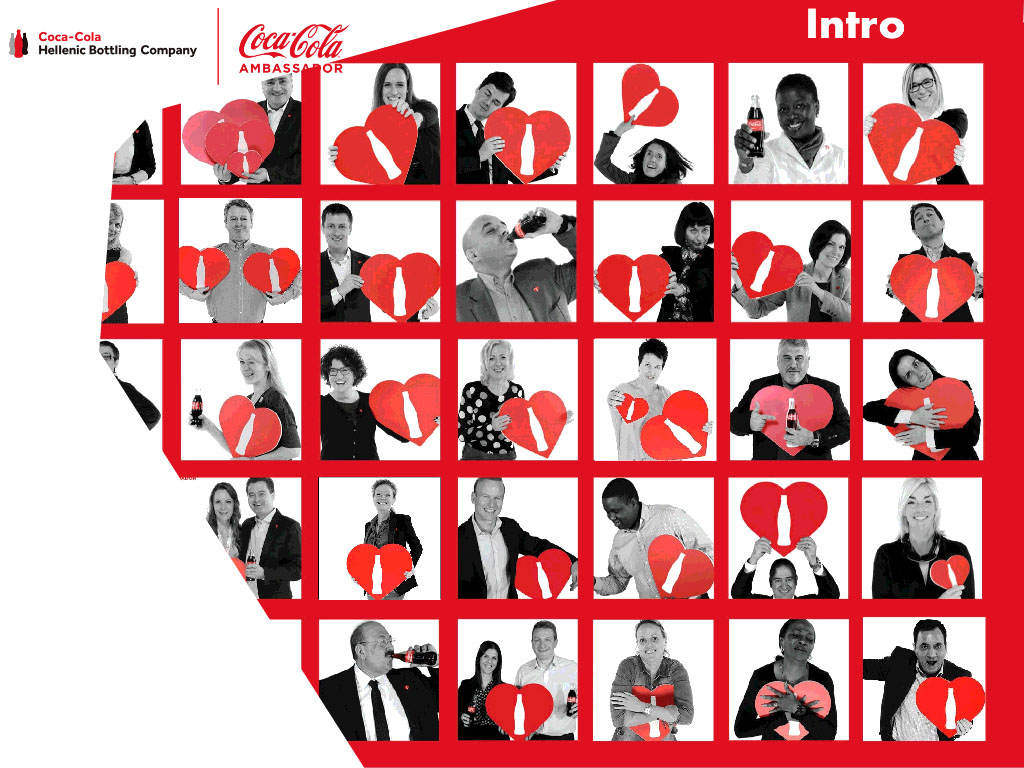 Coca-Cola
Hellenic Bottling Company
Coca-Cola
AMBASSADOR
Intro